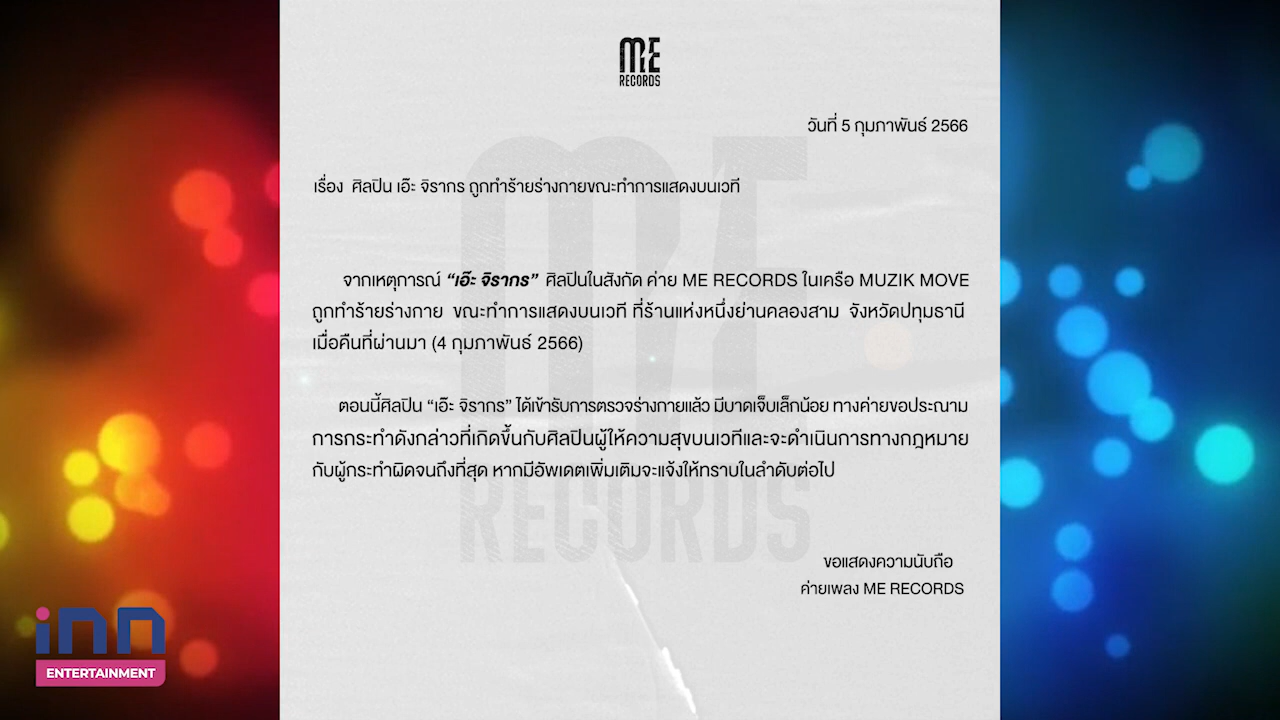 ME
RECORDS
วันที่ 5 กุมภาพันธ์ 2566
เรื่อง ศิลปิน เอ๊ะ จิรากร ถูกทำร้ายร่างกายขณะทำการแสดงบนเวที
จากเหตุการณ์ “เอ๊ะ จิรากร” ศิลปินในสังกัด ค่าย ME RECORDS ในเครือ MUZIK MOVE
ถูกทำร้ายร่างกาย ขณะทำการแสดงบนเวที ที่ร้านแห่งหนึ่งย่านคลองสาม จังหวัดปทุมธานี
เมื่อคืนที่ผ่านมา (4 กุมภาพันธ์ 2566)
ตอนนี้ศิลปิน “เอ๊ะ จิรากร” ได้เข้ารับการตรวจร่างกายแล้ว มีบาดเจ็บเล็กน้อย ทางค่ายขอประณาม
การกระทำดังกล่าวที่เกิดขึ้นกับศิลปินผู้ให้ความสุขบนเวทีและจะดำเนินการทางกฎหมาย
กับผู้กระทำผิดจนถึงที่สุด หากมีอัพเดตเพิ่มเติมจะแจ้งให้ทราบในลำดับต่อไป
ME
RECORDS
ขอแสดงความนับถือ
ค่ายเพลง ME RECORDS
inn
ENTERTAINMENT